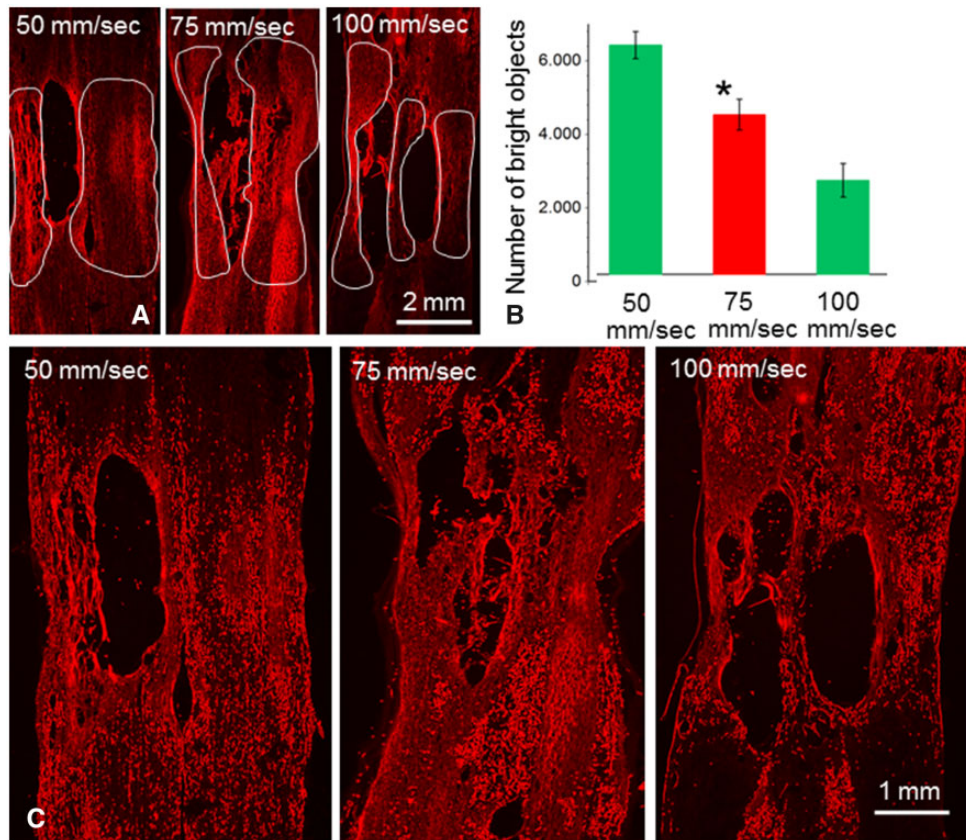 50 mm/sec
75 mm/sec
100 mm/sec
2 mm
A
Number of bright objects
6.000
4.000
2.000
0
*
50
mm/sec
75
mm/sec
100
mm/sec
B
50 mm/sec
75 mm/sec
100 mm/sec
1 mm
C